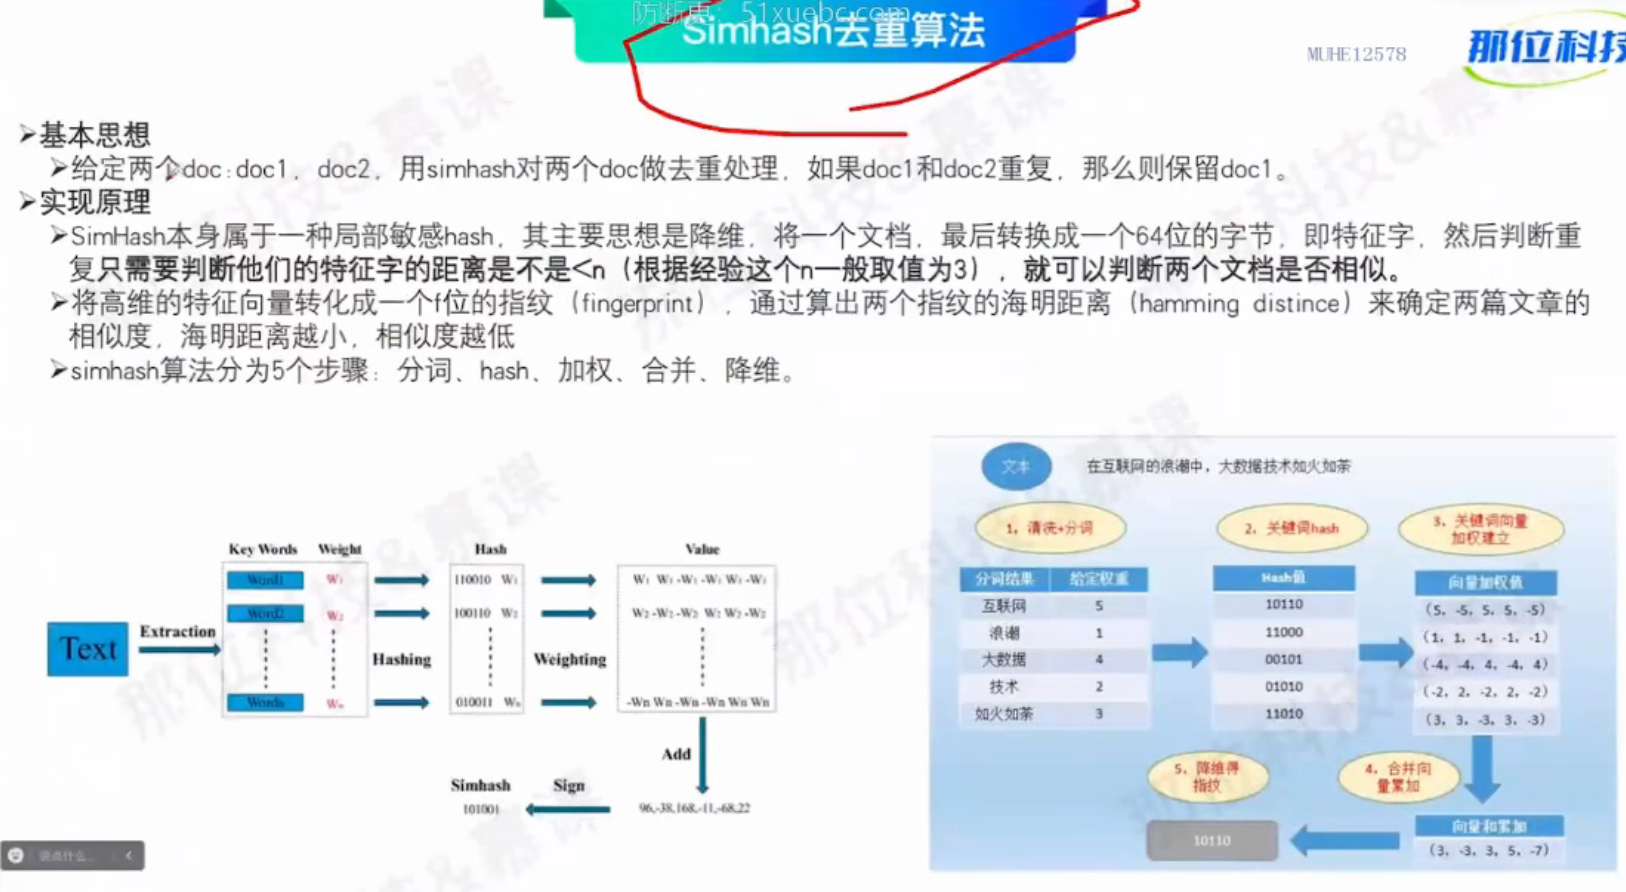 防断更：51xuebc.com
Simhash去重算法
MUHE12578
那位科技
➢基本思想
➢给定两个doc:doc1，doc2，用simhash对两个doc做去重处理，如果doc1和doc2重复，那么则保留doc1。
➢实现原理
➢SimHash本身属于一种局部敏感hash，其主要思想是降维，将一个文档，最后转换成一个64位的字节，即特征字，然后判断重
复只需要判断他们的特征字的距离是不是<n（根据经验这个n一般取值为3），就可以判断两个文档是否相似。
➢将高维的特征向量转化成一个f位的指纹（fingerprint），通过算出两个指纹的海明距离（hamming distince）来确定两篇文章的
相似度，海明距离越小，相似度越低
➢simhash算法分为5个步骤：分词、hash、加权、合并、降维。
Key Words Weight Hash Value
Word1 W1 110010 W1 W1 W1 -W1 -W1 W1 -W1
Word2 W2 100110 W2 W2 -W2 -W2 W2 W2 -W2
Text Extraction Hashing Weighting
Wordn Wn 010011 Wn -Wn Wn -Wn -Wn Wn Wn
Add
Simhash Sign
101001 96,-38,168,-11,-68,22
文本 在互联网的浪潮中，大数据技术如火如荼
1、清洗+分词 2、关键词hash 3、关键词向量
加权建立
分词结果 给定权重 Hash值 向量加权值
互联网 5 10110 (5, -5, 5, 5, -5)
浪潮 1 11000 (1, 1, -1, -1, -1)
大数据 4 00101 (-4, -4, 4, -4, 4)
技术 2 01010 (-2, 2, -2, 2, -2)
如火如荼 3 11010 (3, 3, -3, 3, -3)
5、降维得
指纹
4、合并向
量累加
10110 向量和累加
(3, -3, 3, 5, -7)
说点什么...
那位科技&慕课